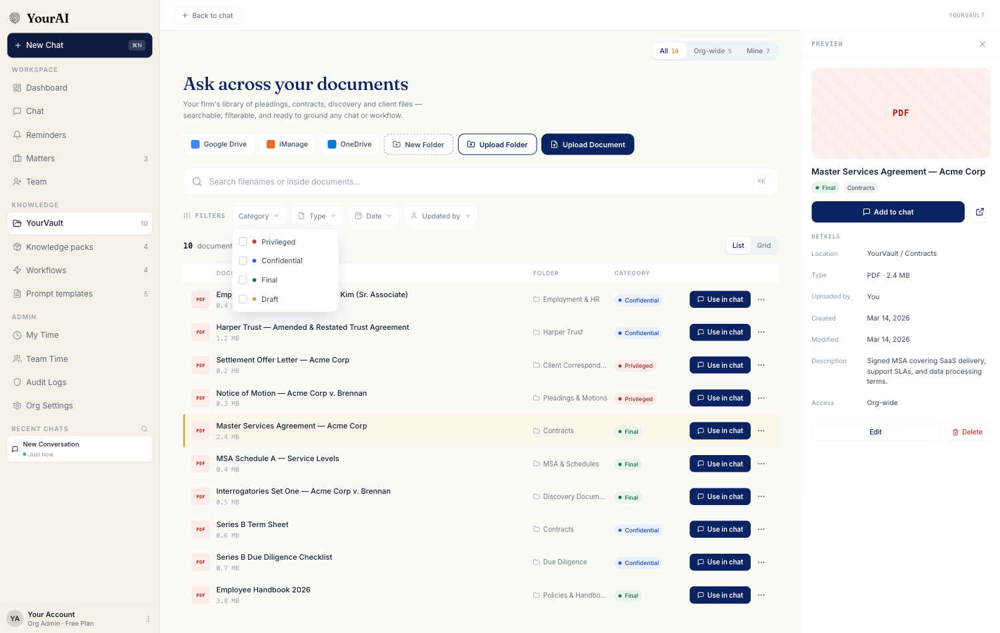 YourAI
New Chat ⌘N
WORKSPACE
Dashboard
Chat
Reminders
Matters 3
Team
KNOWLEDGE
YourVault 10
Knowledge packs 4
Workflows 4
Prompt templates 5
ADMIN
My Time
Team Time
Audit Logs
Org Settings
RECENT CHATS
New Conversation
Just now
YA
Your Account
Org Admin · Free Plan
Back to chat
YOURVAULT
All 10 Org-wide 5 Mine 7
Ask across your documents
Your firm's library of pleadings, contracts, discovery and client files —
searchable, filterable, and ready to ground any chat or workflow.
Google Drive iManage OneDrive New Folder Upload Folder Upload Document
Search filenames or inside documents... ⌘K
FILTERS Category Type Date Updated by
Privileged
Confidential
Final
Draft
10 document
List Grid
DOCU FOLDER CATEGORY
PDF Emp Kim (Sr. Associate) Employment & HR Confidential Use in chat
0.4
PDF Harper Trust — Amended & Restated Trust Agreement Harper Trust Confidential Use in chat
1.2 MB
PDF Settlement Offer Letter — Acme Corp Client Correspond... Privileged Use in chat
0.2 MB
PDF Notice of Motion — Acme Corp v. Brennan Pleadings & Motions Privileged Use in chat
0.3 MB
PDF Master Services Agreement — Acme Corp Contracts Final Use in chat
2.4 MB
PDF MSA Schedule A — Service Levels MSA & Schedules Final Use in chat
0.4 MB
PDF Interrogatories Set One — Acme Corp v. Brennan Discovery Docum... Final Use in chat
0.5 MB
PDF Series B Term Sheet Contracts Confidential Use in chat
0.6 MB
PDF Series B Due Diligence Checklist Due Diligence Confidential Use in chat
0.7 MB
PDF Employee Handbook 2026 Policies & Handbo... Final Use in chat
3.8 MB
PREVIEW
PDF
Master Services Agreement — Acme Corp
Final Contracts
Add to chat
DETAILS
Location YourVault / Contracts
Type PDF · 2.4 MB
Uploaded by You
Created Mar 14, 2026
Modified Mar 14, 2026
Description Signed MSA covering SaaS delivery,
support SLAs, and data processing
terms.
Access Org-wide
Edit Delete